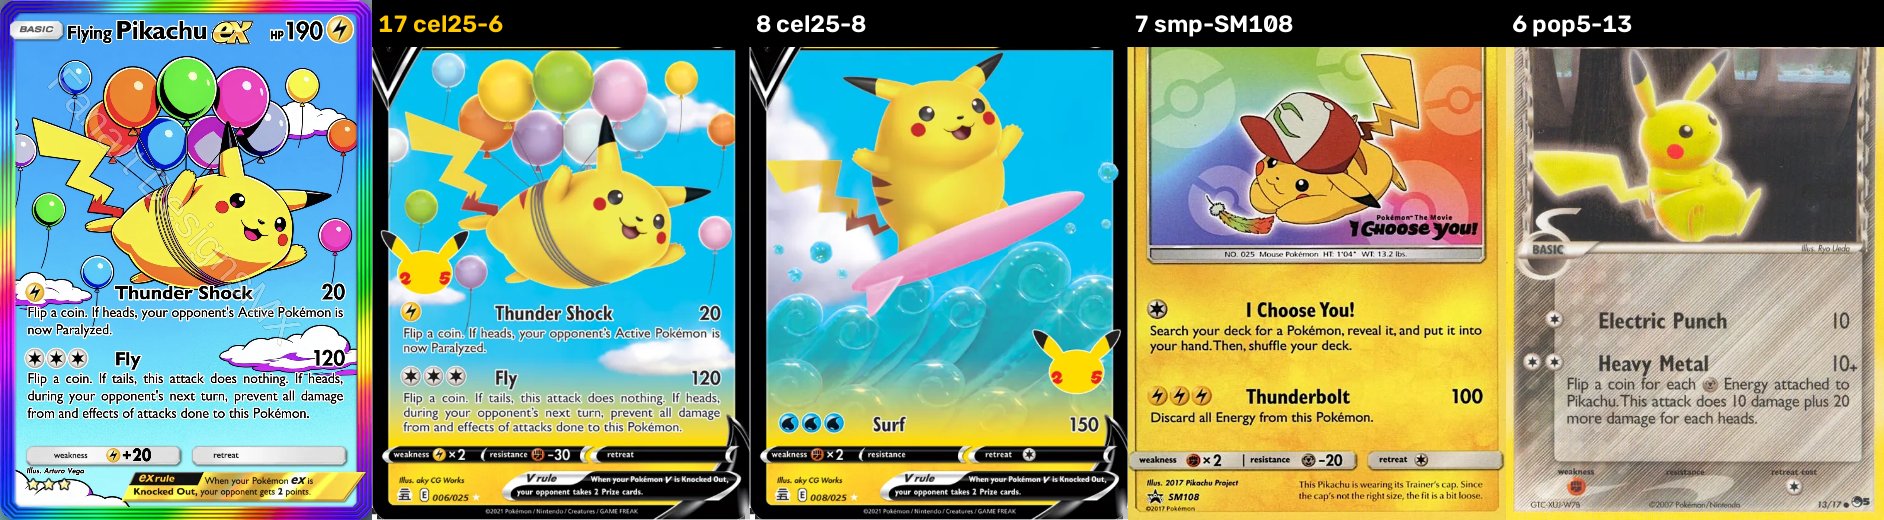 BASIC
Flying Pikachu ex
HP 190
Thunder Shock 20
Flip a coin. If heads, your opponent's Active Pokémon is
now Paralyzed.
Fly 120
Flip a coin. If tails, this attack does nothing. If heads,
during your opponent's next turn, prevent all damage
from and effects of attacks done to this Pokémon.
weakness +20 retreat
Illus. Arturo Vega
ex rule When your Pokémon ex is
Knocked Out, your opponent gets 2 points.
17 cel25-6
25
Thunder Shock 20
Flip a coin. If heads, your opponent's Active Pokémon is
now Paralyzed.
Fly 120
Flip a coin. If tails, this attack does nothing. If heads,
during your opponent's next turn, prevent all damage
from and effects of attacks done to this Pokémon.
weakness ×2 resistance -30 retreat
Illus. aky CG Works
E 006/025
V rule When your Pokémon V is Knocked Out,
your opponent takes 2 Prize cards.
©2021 Pokémon / Nintendo / Creatures / GAME FREAK
8 cel25-8
25
Surf 150
weakness ×2 resistance retreat
Illus. aky CG Works
E 008/025
V rule When your Pokémon V is Knocked Out,
your opponent takes 2 Prize cards.
©2021 Pokémon / Nintendo / Creatures / GAME FREAK
7 smp-SM108
Pokémon The Movie
I Choose You!
NO. 025 Mouse Pokémon HT: 1'04" WT: 13.2 lbs.
I Choose You!
Search your deck for a Pokémon, reveal it, and put it into
your hand. Then, shuffle your deck.
Thunderbolt 100
Discard all Energy from this Pokémon.
weakness ×2 resistance -20 retreat
Illus. 2017 Pikachu Project
SM108
©2017 Pokémon
This Pikachu is wearing its Trainer's cap. Since
the cap's not the right size, the fit is a bit loose.
6 pop5-13
BASIC
Illus. Ryo Ueda
Electric Punch 10
Heavy Metal 10+
Flip a coin for each Energy attached to
Pikachu. This attack does 10 damage plus 20
more damage for each heads.
weakness resistance retreat cost
©2007 Pokémon/Nintendo
13/17 5